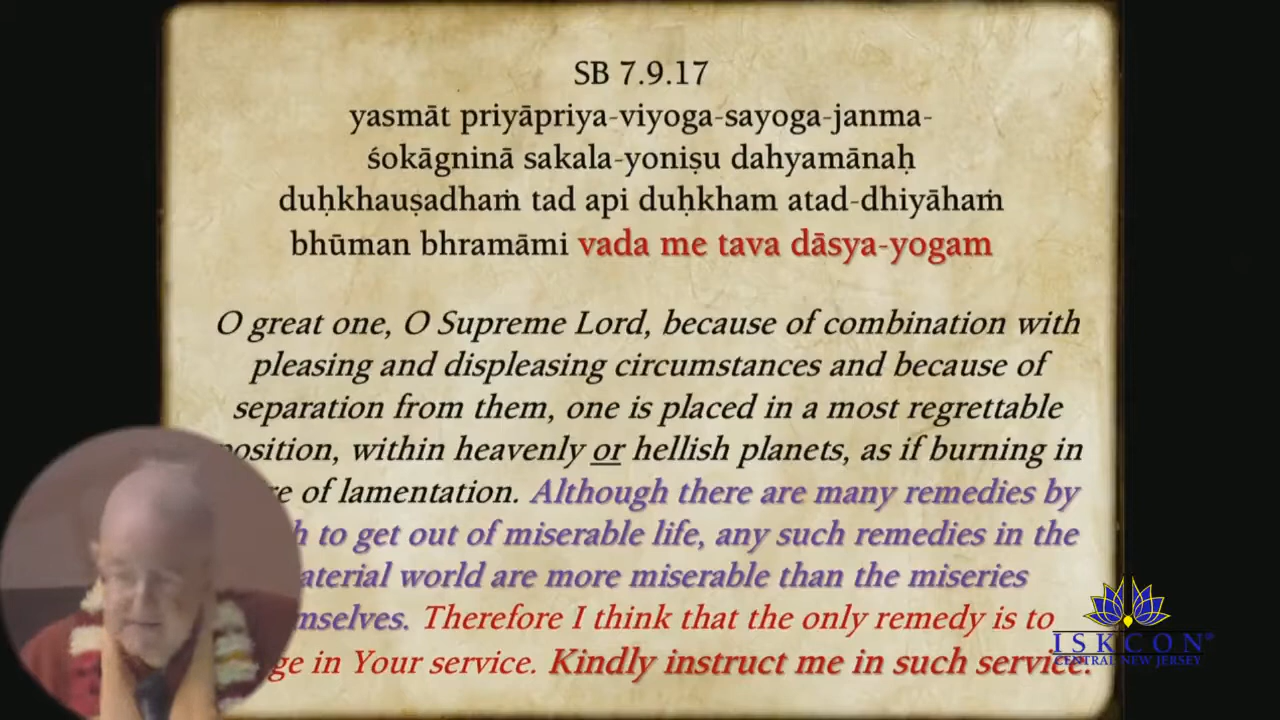 SB 7.9.17
yasmāt priyāpriya-viyoga-sayoga-janma-
śokāgninā sakala-yoniṣu dahyamānaḥ
duḥkhauṣadhaṁ tad api duḥkham atad-dhiyāhaṁ
bhūman bhramāmi vada me tava dāsya-yogam
O great one, O Supreme Lord, because of combination with
pleasing and displeasing circumstances and because of
separation from them, one is placed in a most regrettable
position, within heavenly or hellish planets, as if burning in
of lamentation. Although there are many remedies by
to get out of miserable life, any such remedies in the
are more miserable than the miseries
Therefore I think that the only remedy is to
in Your service. Kindly instruct me in such service.
ISKCON®
CENTRAL NEW JERSEY